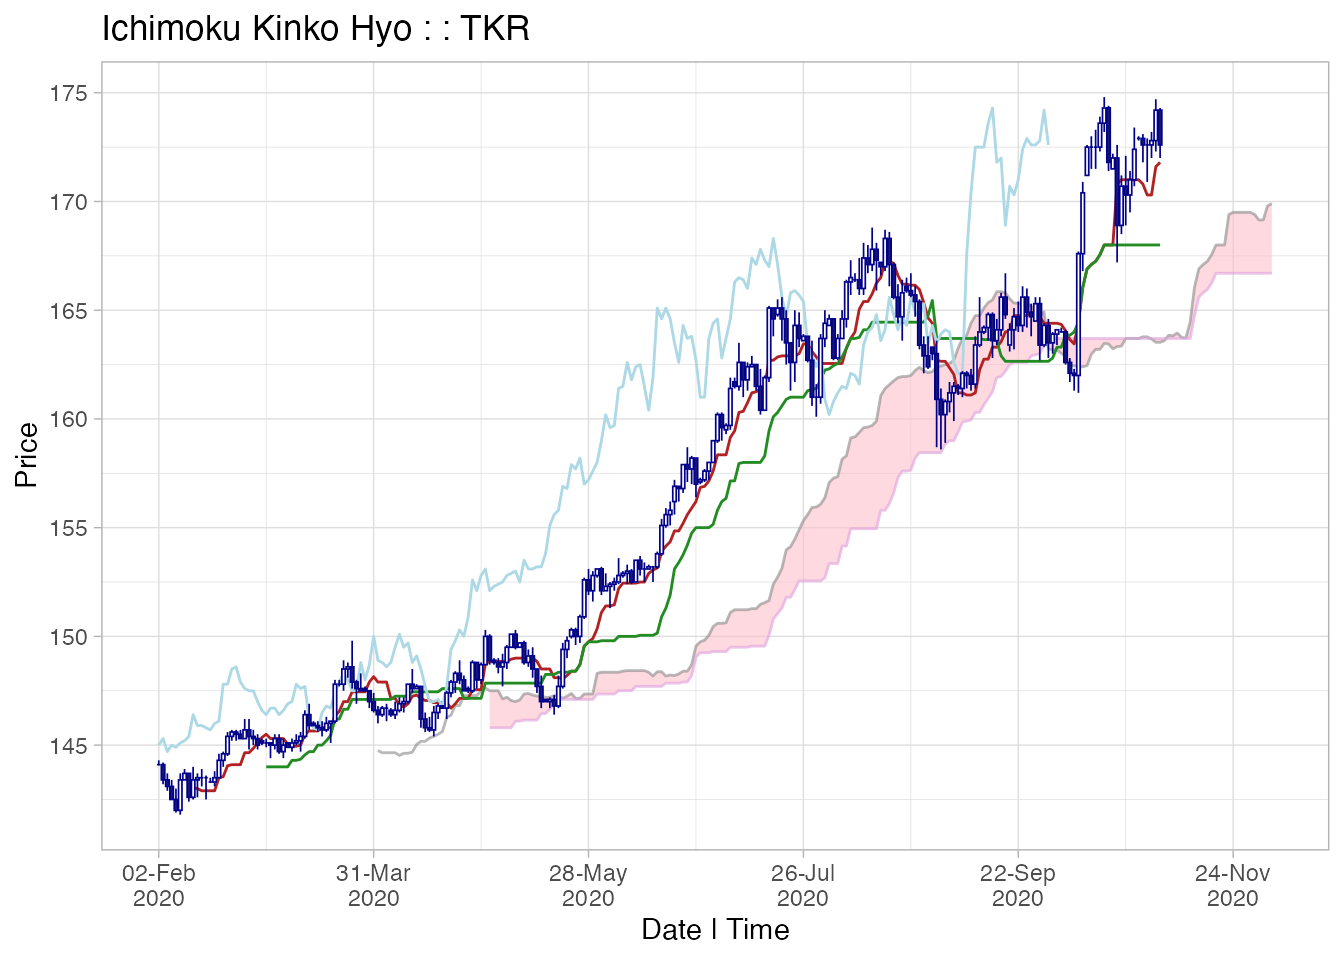 Ichimoku Kinko Hyo : : TKR
175
170
165
160
155
150
145
Price
02-Feb
2020
31-Mar
2020
28-May
2020
26-Jul
2020
22-Sep
2020
24-Nov
2020
Date | Time